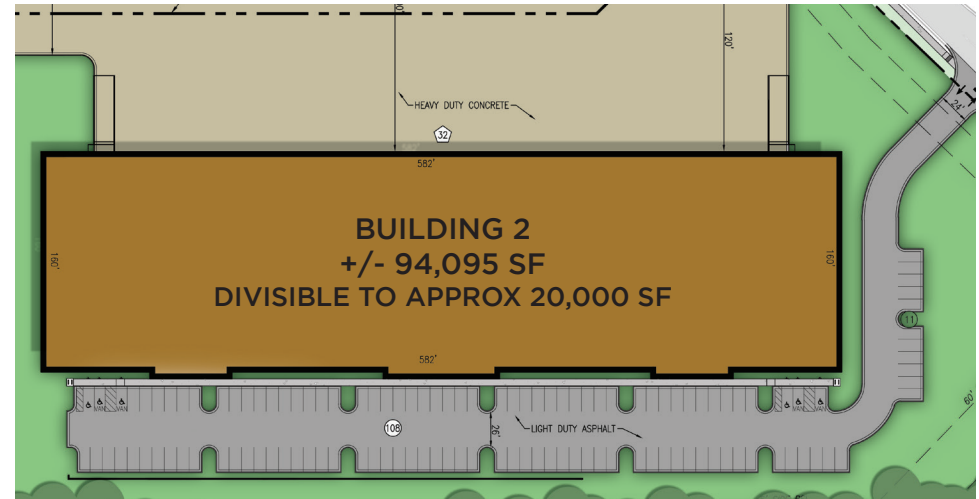 120'
HEAVY DUTY CONCRETE
24'
32
582'
BUILDING 2
+/- 94,095 SF
DIVISIBLE TO APPROX 20,000 SF
160'
160'
11
582'
VAN
VAN
VAN
VAN
108
26'
LIGHT DUTY ASPHALT
60'